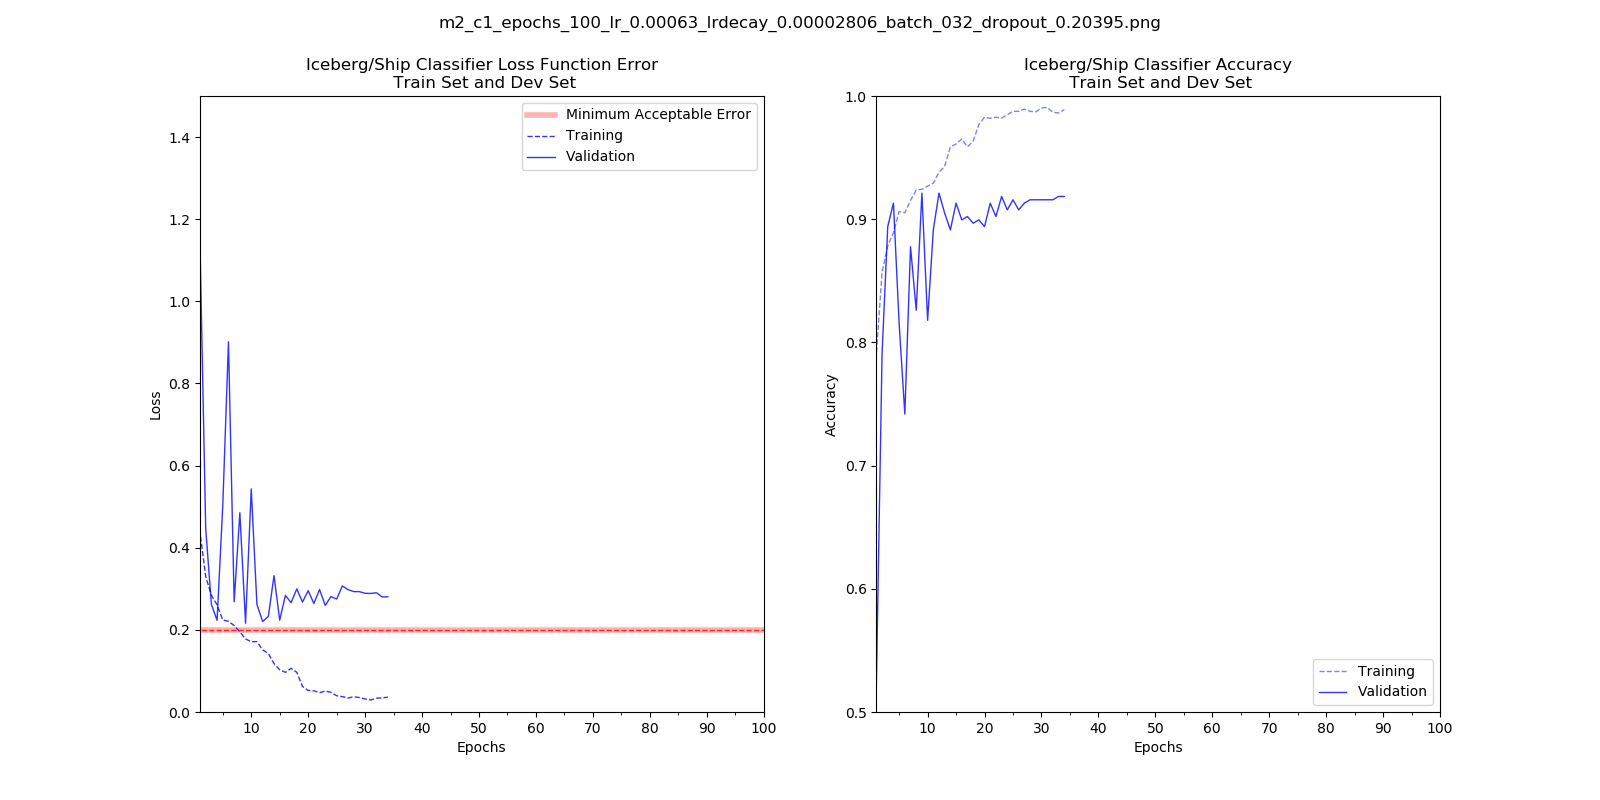 m2_c1_epochs_100_lr_0.00063_lrdecay_0.00002806_batch_032_dropout_0.20395.png
Iceberg/Ship Classifier Loss Function Error
Train Set and Dev Set
Minimum Acceptable Error
Training
Validation
1.4
1.2
1.0
0.8
0.6
0.4
0.2
0.0
Loss
10
20
30
40
50
60
70
80
90
100
Epochs
Iceberg/Ship Classifier Accuracy
Train Set and Dev Set
1.0
0.9
0.8
0.7
0.6
0.5
Accuracy
Training
Validation
10
20
30
40
50
60
70
80
90
100
Epochs